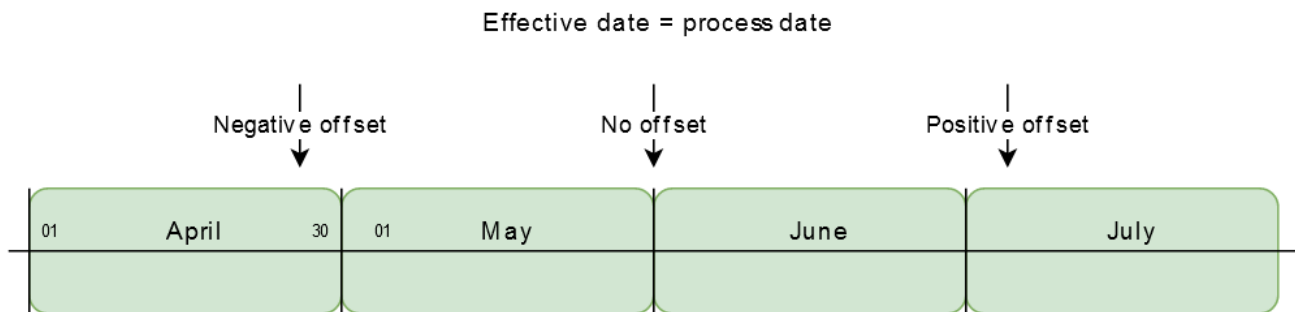 Effective date = process date
Negative offset No offset Positive offset
01 April 30 01 May June July